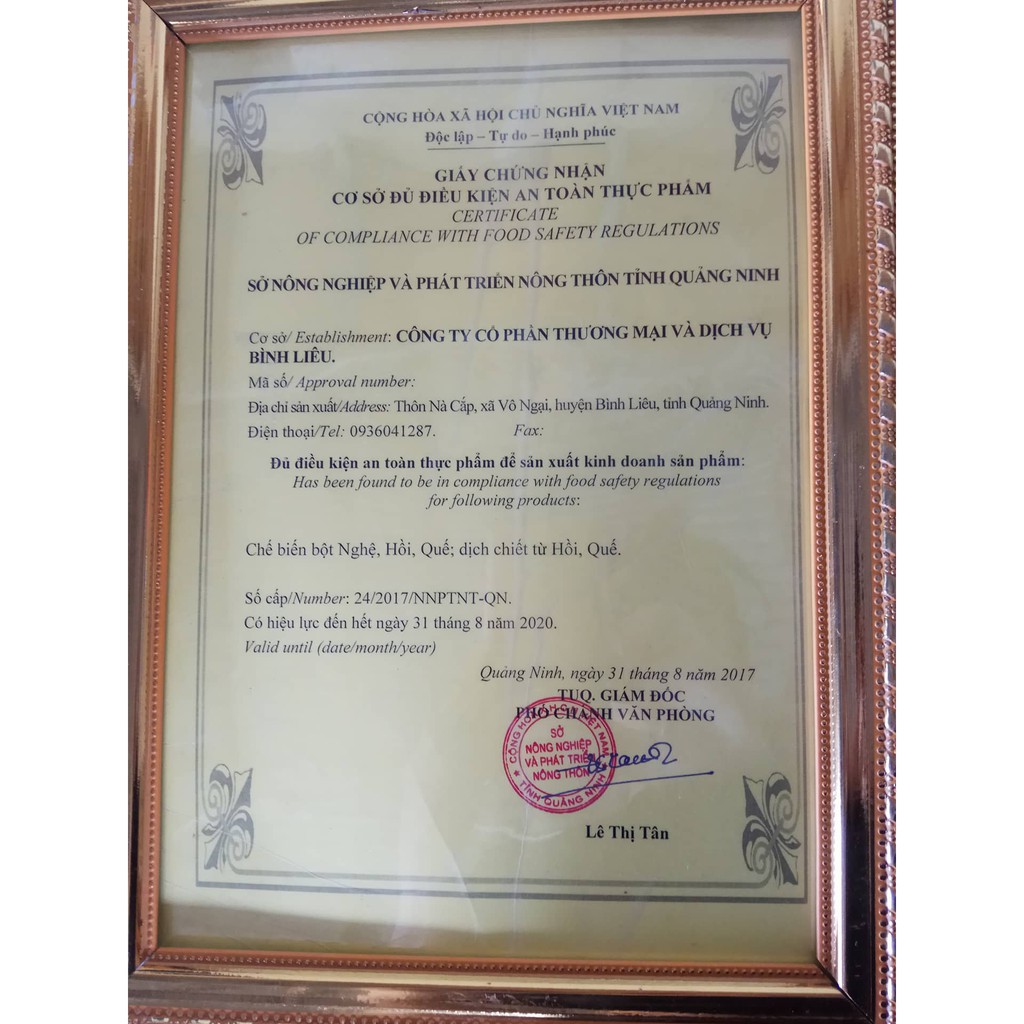 CỘNG HÒA XÃ HỘI CHỦ NGHĨA VIỆT NAM
Độc lập – Tự do – Hạnh phúc
GIẤY CHỨNG NHẬN
CƠ SỞ ĐỦ ĐIỀU KIỆN AN TOÀN THỰC PHẨM
CERTIFICATE
OF COMPLIANCE WITH FOOD SAFETY REGULATIONS
SỞ NÔNG NGHIỆP VÀ PHÁT TRIỂN NÔNG THÔN TỈNH QUẢNG NINH
Cơ sở/ Establishment: CÔNG TY CỔ PHẦN THƯƠNG MẠI VÀ DỊCH VỤ
BÌNH LIÊU.
Mã số/ Approval number:
Địa chỉ sản xuất/Address: Thôn Nà Cắp, xã Vô Ngại, huyện Bình Liêu, tỉnh Quảng Ninh.
Điện thoại/Tel: 0936041287. Fax:
Đủ điều kiện an toàn thực phẩm để sản xuất kinh doanh sản phẩm:
Has been found to be in compliance with food safety regulations
for following products:
Chế biến bột Nghệ, Hồi, Quế; dịch chiết từ Hồi, Quế.
Số cấp/Number: 24/2017/NNPTNT-QN.
Có hiệu lực đến hết ngày 31 tháng 8 năm 2020.
Valid until (date/month/year)
Quảng Ninh, ngày 31 tháng 8 năm 2017
TUQ. GIÁM ĐỐC
PHÓ CHÁNH VĂN PHÒNG
SỞ
NÔNG NGHIỆP
VÀ PHÁT TRIỂN
NÔNG THÔN
TỈNH QUẢNG NINH
Lê Thị Tân